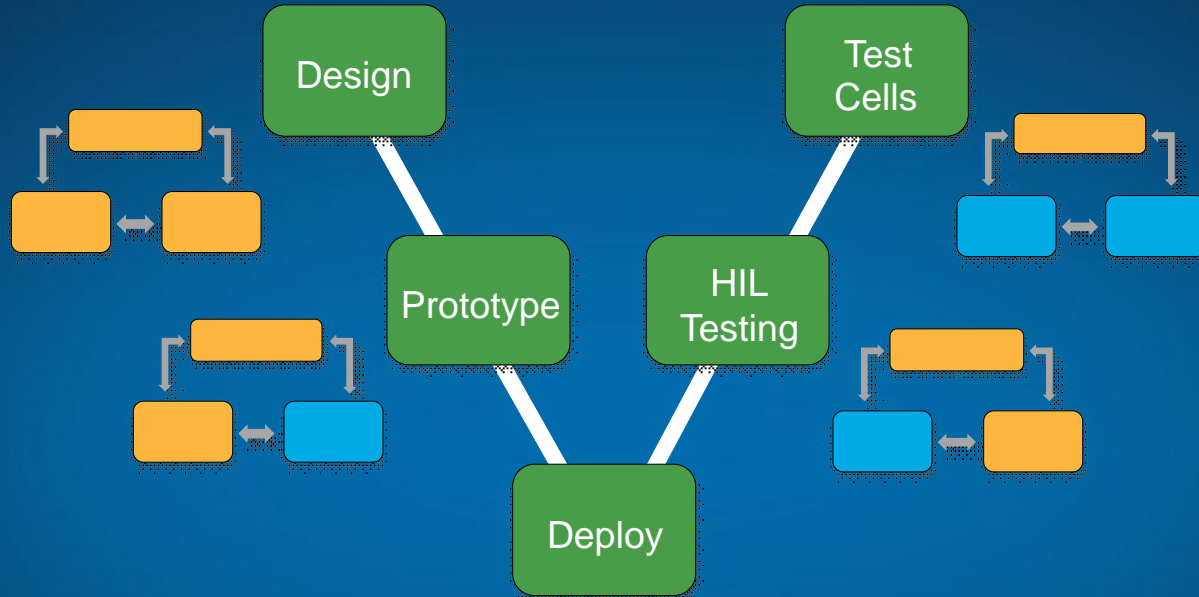 Design
Test
Cells
Prototype
HIL
Testing
Deploy